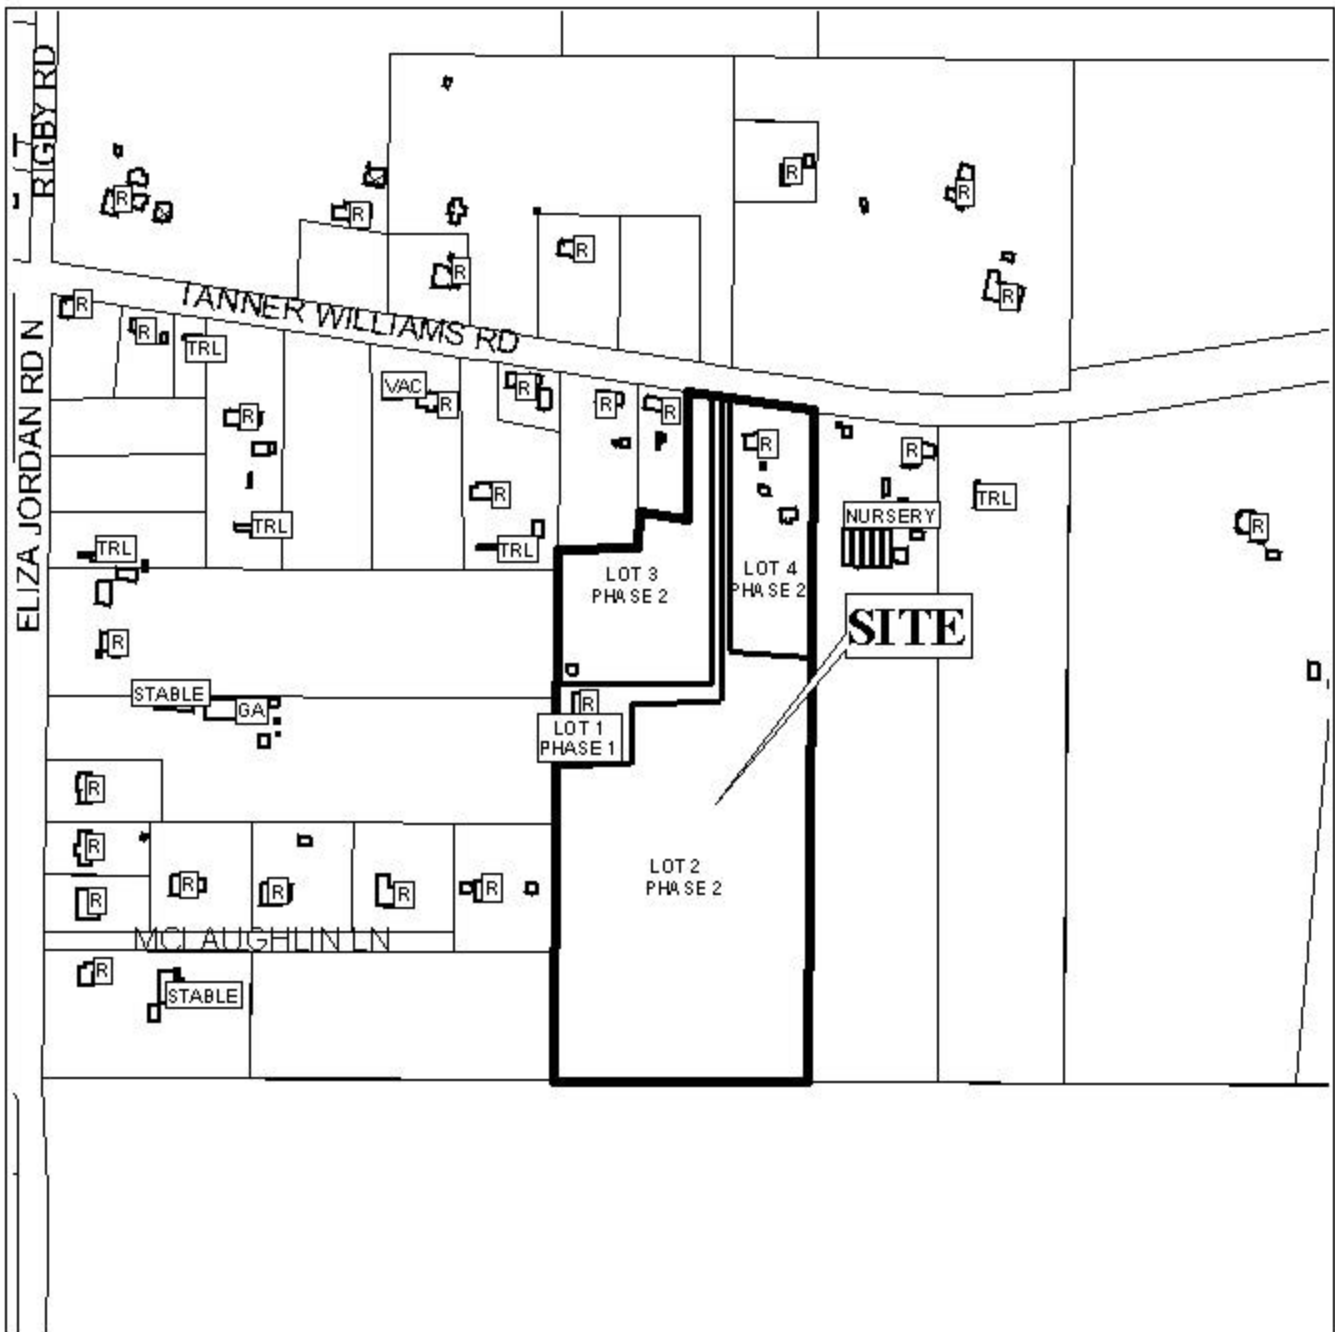 RIGBY RD
R
R
R
R
R
R
R
R
TANNER WILLIAMS RD
ELIZA JORDAN RD N
R
R
TRL
R
VAC
R
R
R
R
R
R
NURSERY
TRL
R
R
TRL
TRL
TRL
R
LOT 3
PHASE 2
LOT 4
PHASE 2
SITE
STABLE
GA
R
LOT 1
PHASE 1
R
R
R
R
R
R
R
LOT 2
PHASE 2
MCLAUGHLIN LN
R
STABLE